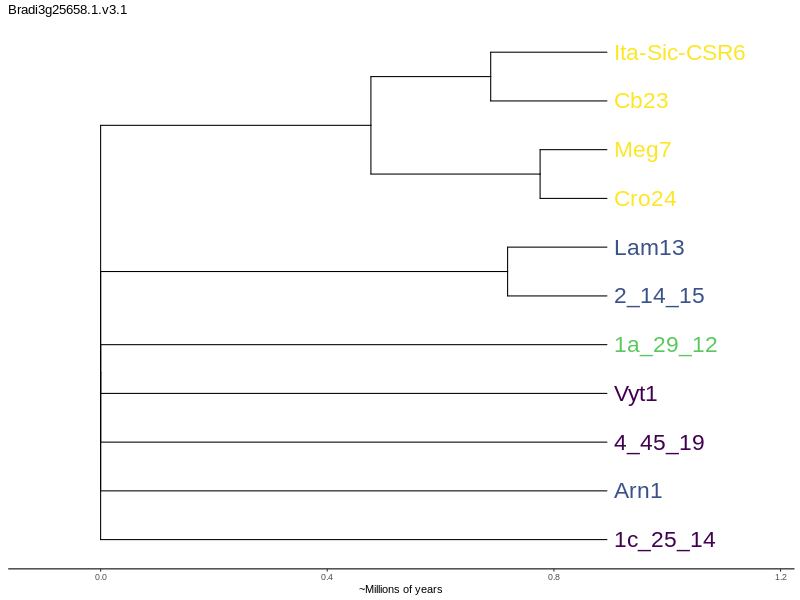 Bradi3g25658.1.v3.1
Ita-Sic-CSR6
Cb23
Meg7
Cro24
Lam13
2_14_15
1a_29_12
Vyt1
4_45_19
Arn1
1c_25_14
0.0 0.4 0.8 1.2
~Millions of years